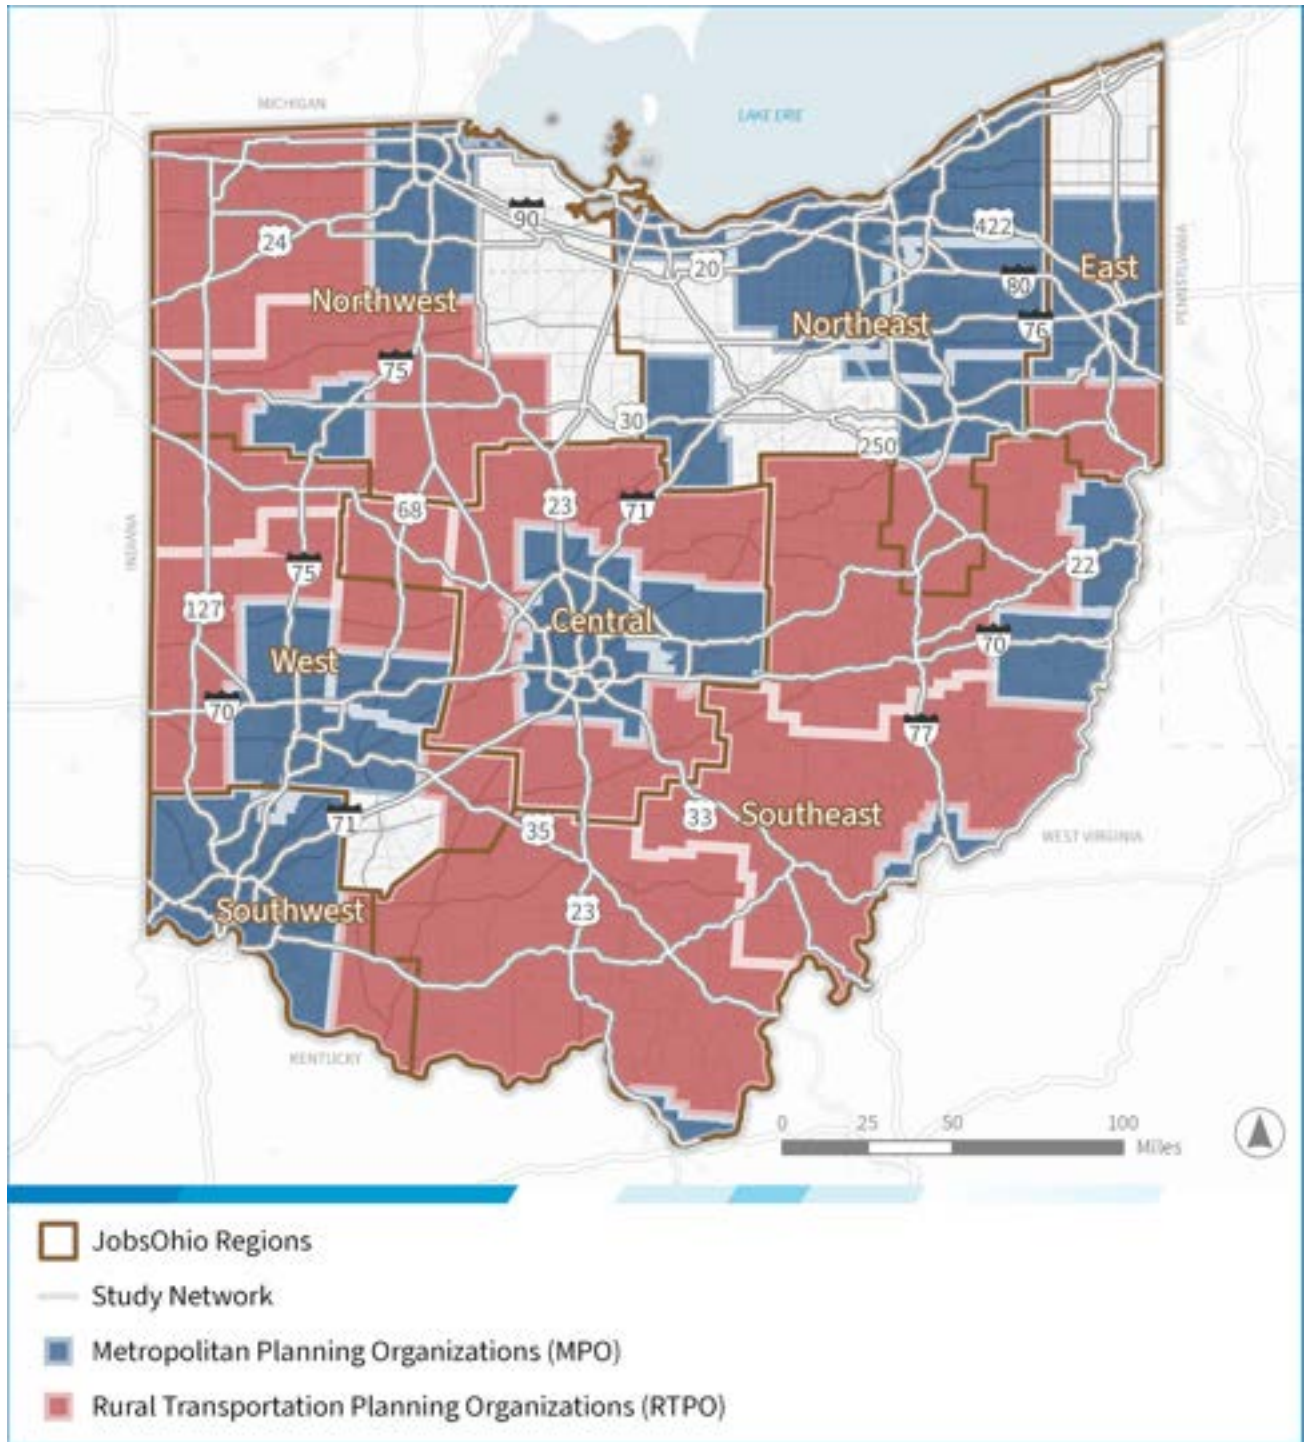 MICHIGAN
LAKE ERIE
90
422
24
20
East
80
PENNSYLVANIA
Northwest
Northeast
76
75
30
250
68
23
71
INDIANA
75
22
127
Central
70
West
70
77
33
Southeast
71
35
WEST VIRGINIA
Southwest
23
KENTUCKY
0 25 50 100
Miles
JobsOhio Regions
Study Network
Metropolitan Planning Organizations (MPO)
Rural Transportation Planning Organizations (RTPO)